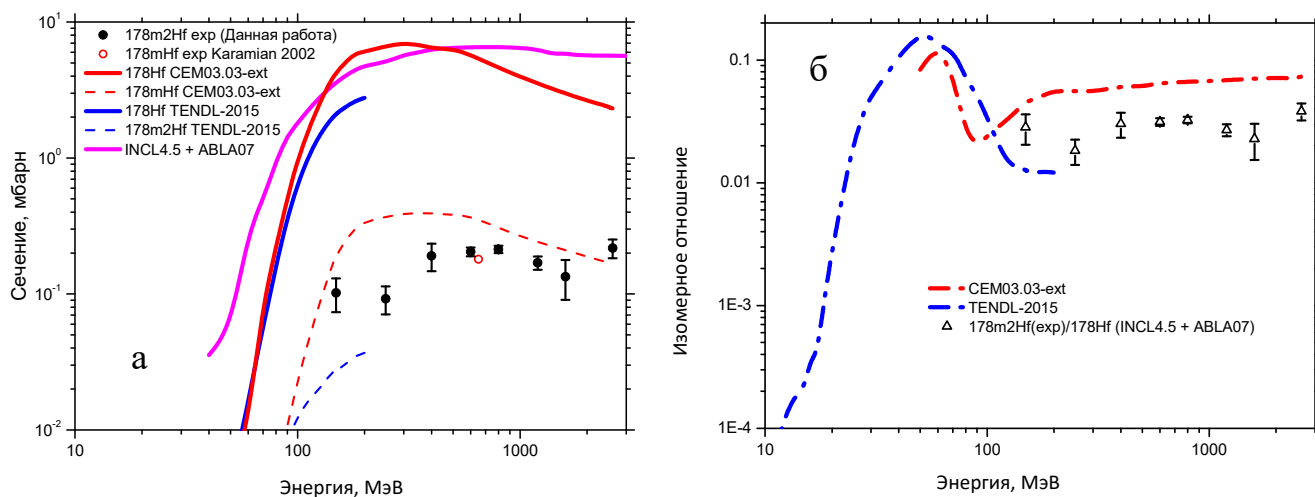 Сечение, мбарн
10¹
10⁰
10⁻¹
10⁻²
178m2Hf exp (Данная работа)
178mHf exp Karamian 2002
178Hf CEM03.03-ext
178mHf CEM03.03-ext
178Hf TENDL-2015
178m2Hf TENDL-2015
INCL4.5 + ABLA07
а
10
100
1000
Энергия, МэВ
Изомерное отношение
0.1
0.01
1E-3
1E-4
б
CEM03.03-ext
TENDL-2015
178m2Hf(exp)/178Hf (INCL4.5 + ABLA07)
10
100
1000
Энергия, МэВ